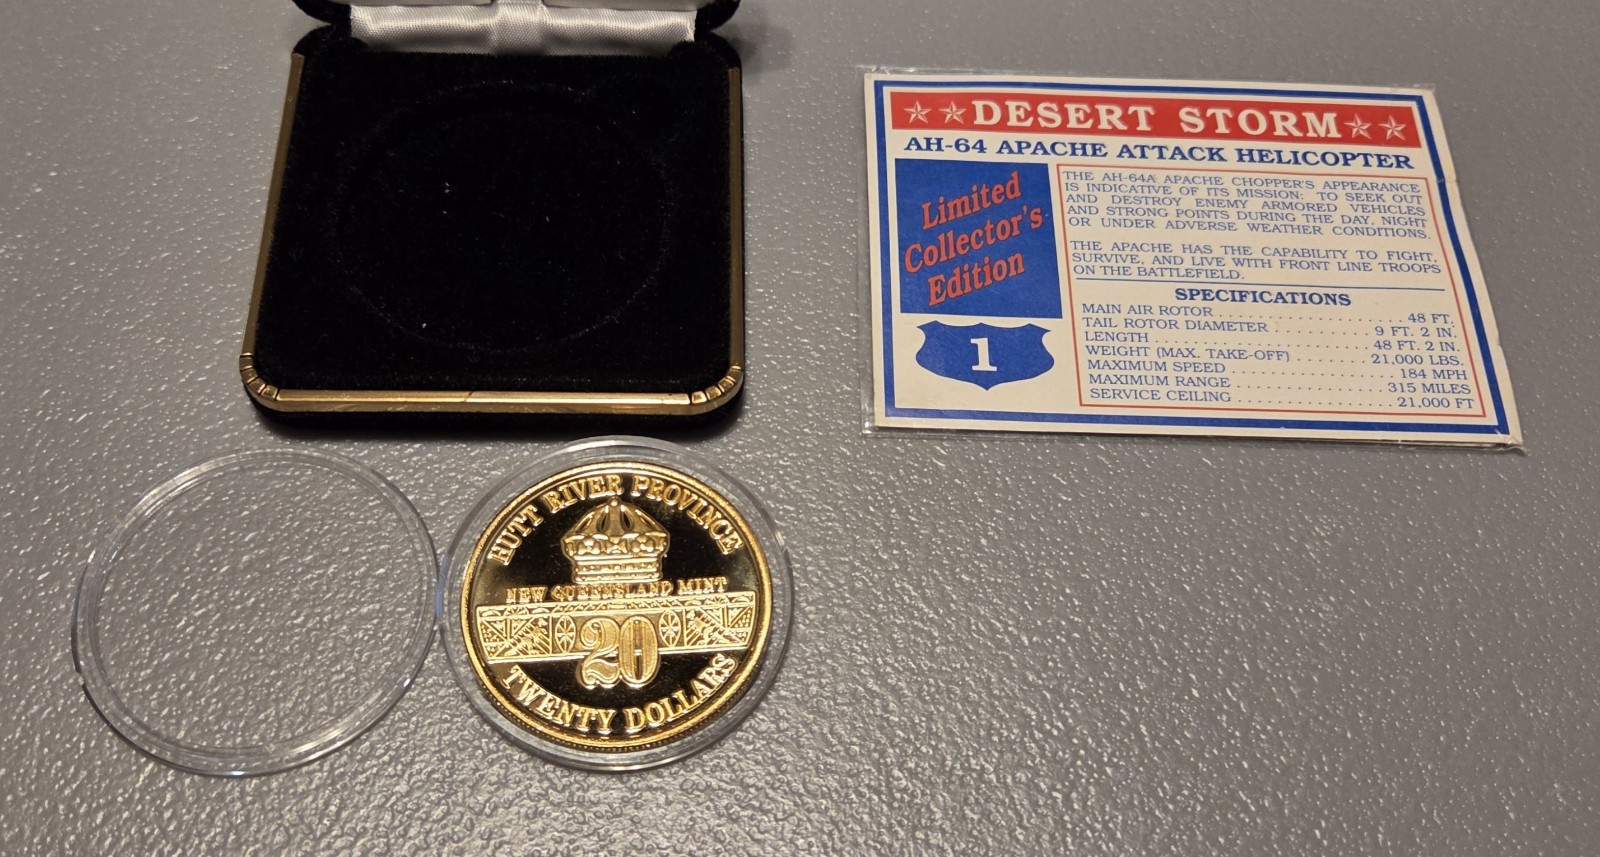 DESERT STORM
AH-64 APACHE ATTACK HELICOPTER
Limited
Collector's
Edition
1
THE AH-64A APACHE CHOPPER'S APPEARANCE
IS INDICATIVE OF ITS MISSION: TO SEEK OUT
AND DESTROY ENEMY ARMORED VEHICLES
AND STRONG POINTS DURING THE DAY, NIGHT
OR UNDER ADVERSE WEATHER CONDITIONS.
THE APACHE HAS THE CAPABILITY TO FIGHT,
SURVIVE, AND LIVE WITH FRONT LINE TROOPS
ON THE BATTLEFIELD.
SPECIFICATIONS
MAIN AIR ROTOR . . . . . . . . . . . . . . . . . . . . . 48 FT.
TAIL ROTOR DIAMETER . . . . . . . . . . . 9 FT. 2 IN.
LENGTH . . . . . . . . . . . . . . . . . . . . . . . . 48 FT. 2 IN.
WEIGHT (MAX. TAKE-OFF) . . . . . . . 21,000 LBS.
MAXIMUM SPEED . . . . . . . . . . . . . . . . . . 184 MPH
MAXIMUM RANGE . . . . . . . . . . . . . . . . 315 MILES
SERVICE CEILING . . . . . . . . . . . . . . . . . 21,000 FT
HUTT RIVER PROVINCE
NEW QUEENSLAND MINT
20
TWENTY DOLLARS